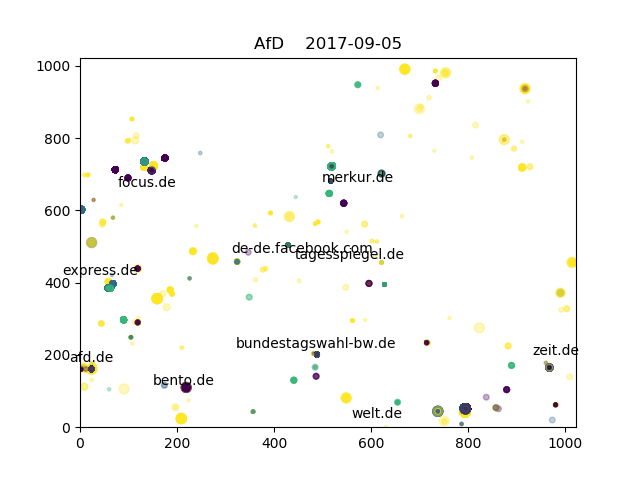 AfD    2017-09-05
1000
800
600
400
200
0
0
200
400
600
800
1000
focus.de
merkur.de
de-de.facebook.com
tagesspiegel.de
express.de
bundestagswahl-bw.de
zeit.de
afd.de
bento.de
welt.de